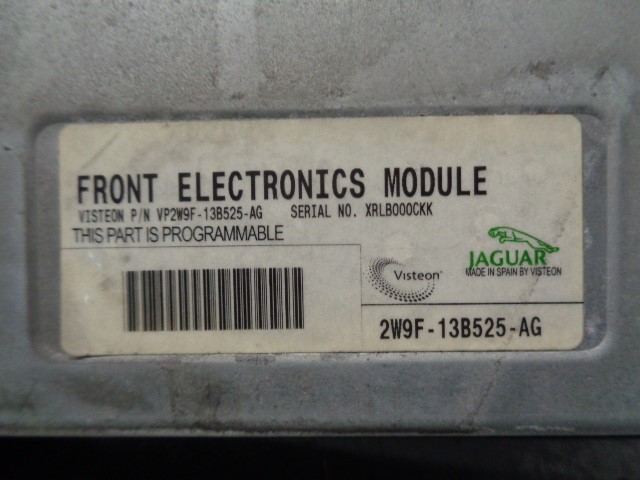 FRONT ELECTRONICS MODULE
VISTEON P/N VP2W9F-13B525-AG SERIAL NO. XRLB000CKK
THIS PART IS PROGRAMMABLE
Visteon
JAGUAR
MADE IN SPAIN BY VISTEON
2W9F-13B525-AG